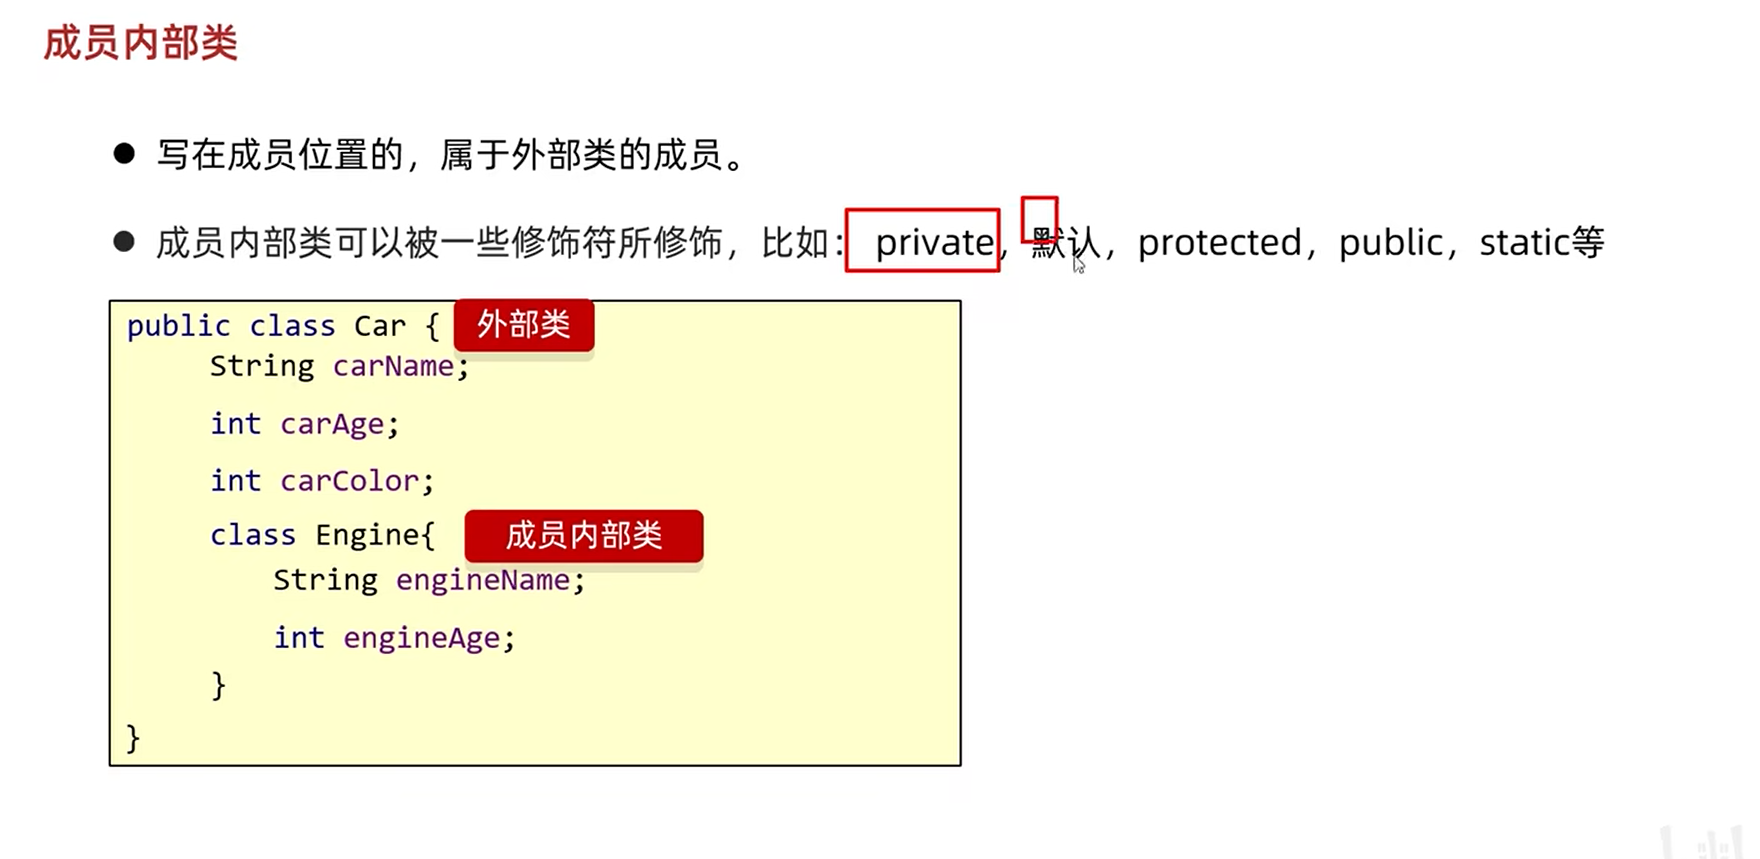 成员内部类
写在成员位置的，属于外部类的成员。
成员内部类可以被一些修饰符所修饰，比如： private，默认，protected，public，static等
public class Car { 外部类
String carName;
int carAge;
int carColor;
class Engine{ 成员内部类
String engineName;
int engineAge;
}
}